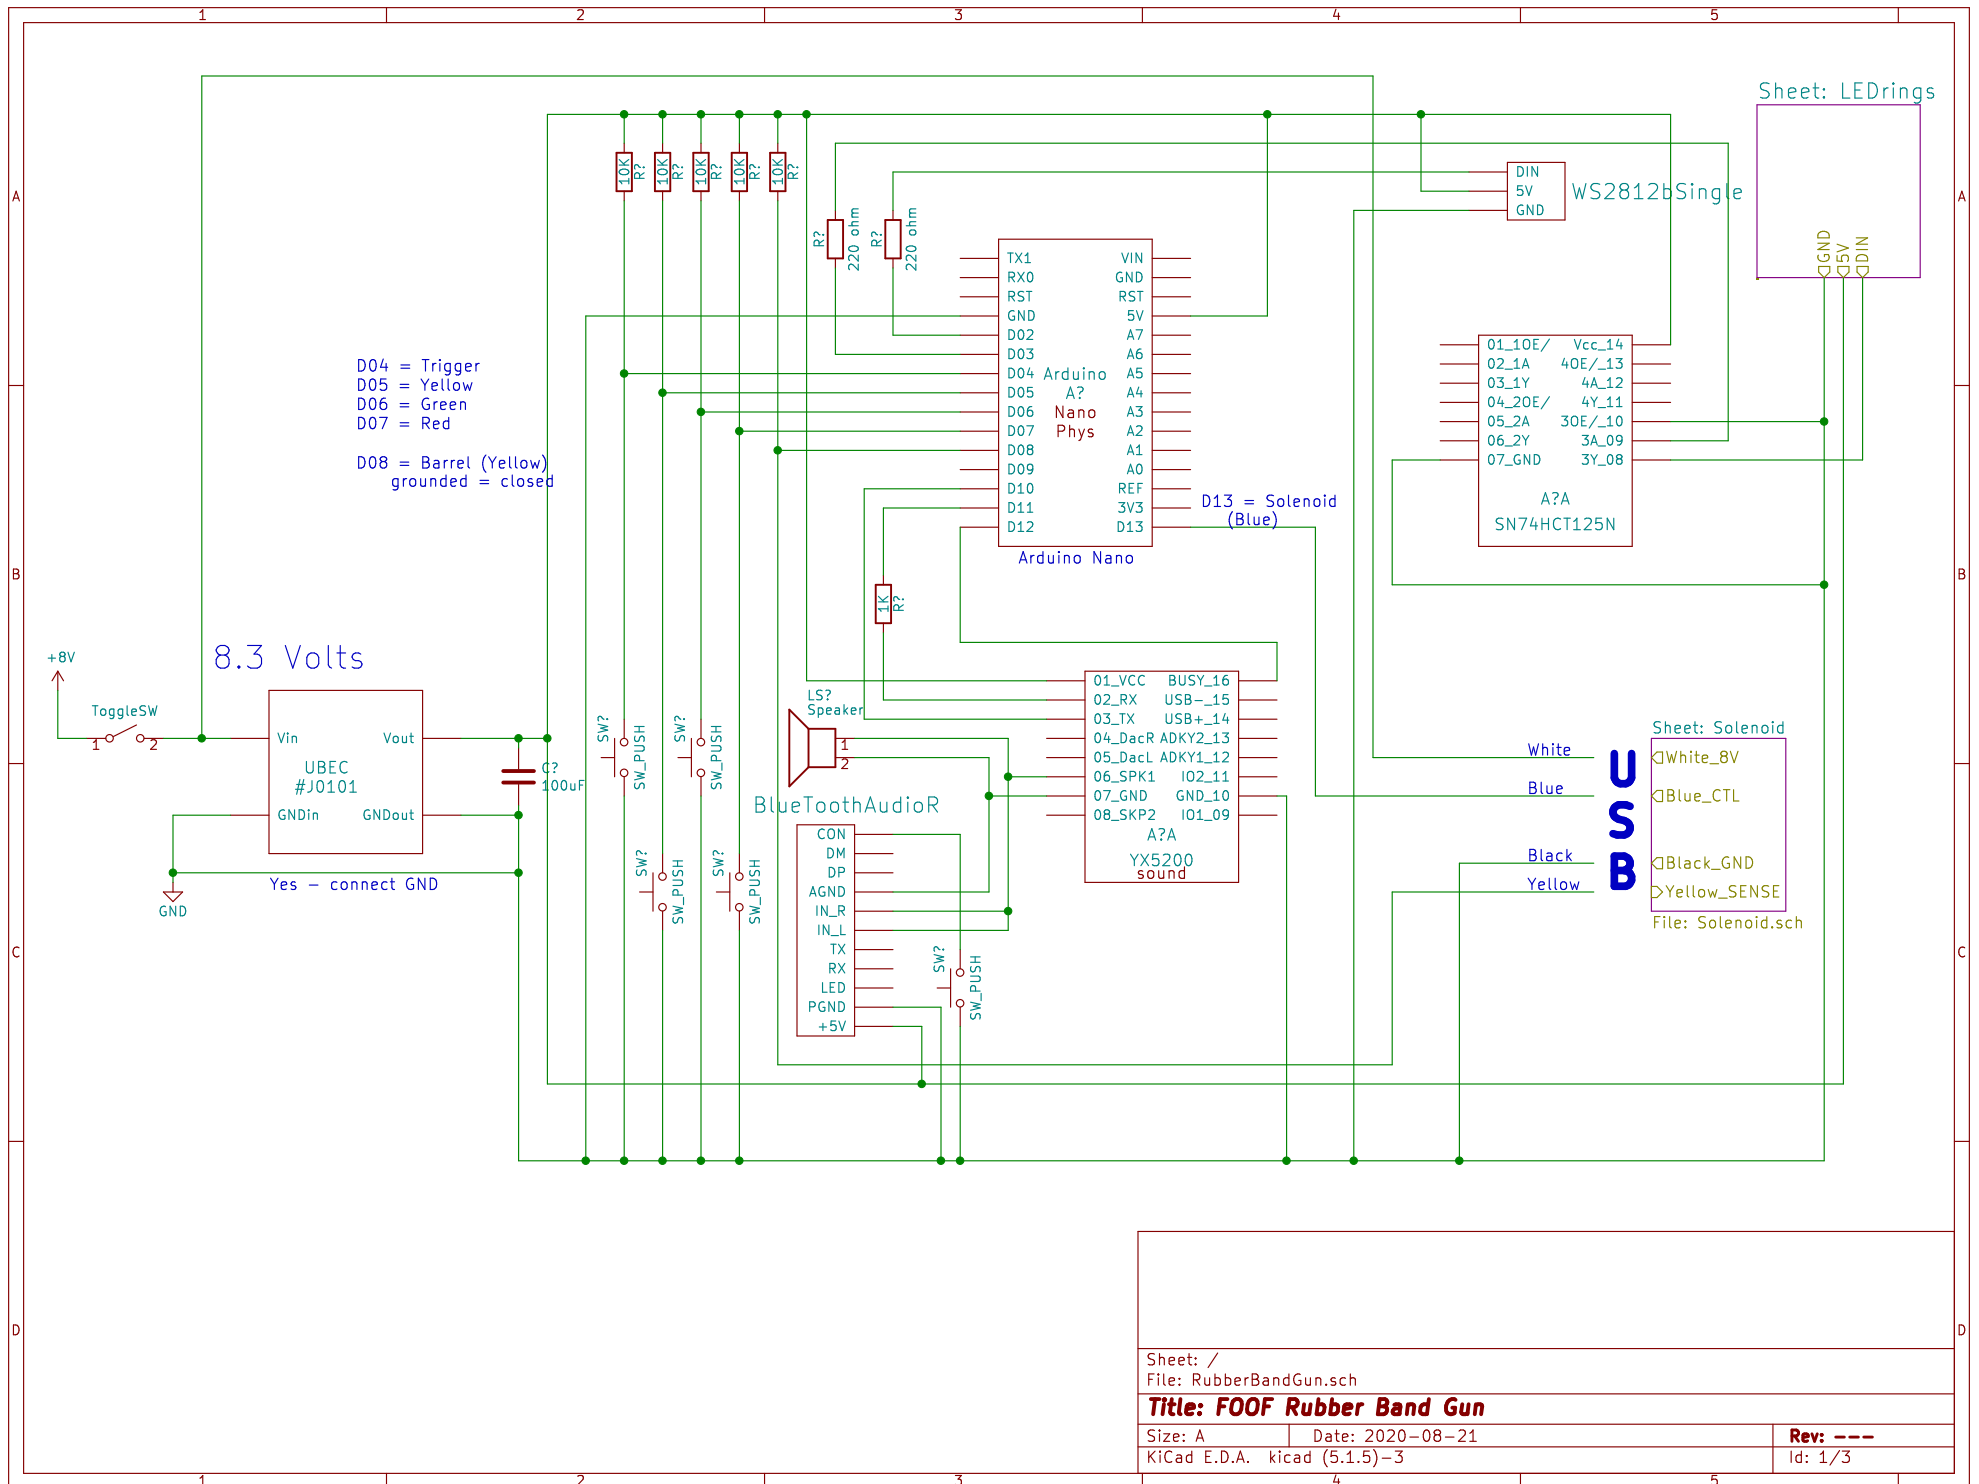 1 2 3 4 5
A
B
C
D
A
B
C
D
1 2 3 4 5
Sheet: LEDrings
GND
5V
DIN
10K
R?
10K
R?
10K
R?
10K
R?
10K
R?
R?
220 ohm
R?
220 ohm
DIN
5V
GND
WS2812bSingle
TX1
RX0
RST
GND
D02
D03
D04
D05
D06
D07
D08
D09
D10
D11
D12
VIN
GND
RST
5V
A7
A6
A5
A4
A3
A2
A1
A0
REF
3V3
D13
Arduino
A?
Nano
Phys
Arduino Nano
D04 = Trigger
D05 = Yellow
D06 = Green
D07 = Red
D08 = Barrel (Yellow)
grounded = closed
D13 = Solenoid
(Blue)
01_1OE/
02_1A
03_1Y
04_2OE/
05_2A
06_2Y
07_GND
Vcc_14
4OE/_13
4A_12
4Y_11
3OE/_10
3A_09
3Y_08
A?A
SN74HCT125N
1K
R?
8.3 Volts
+8V
ToggleSW
1 2
Vin
Vout
UBEC
#J0101
GNDin
GNDout
C?
100uF
Yes - connect GND
GND
SW?
SW_PUSH
SW?
SW_PUSH
SW?
SW_PUSH
SW?
SW_PUSH
LS?
Speaker
1
2
01_VCC
02_RX
03_TX
04_DacR
05_DacL
06_SPK1
07_GND
08_SKP2
BUSY_16
USB-_15
USB+_14
ADKY2_13
ADKY1_12
IO2_11
GND_10
IO1_09
A?A
YX5200
sound
BlueToothAudioR
CON
DM
DP
AGND
IN_R
IN_L
TX
RX
LED
PGND
+5V
SW?
SW_PUSH
Sheet: Solenoid
White
Blue
Black
Yellow
U
S
B
White_8V
Blue_CTL
Black_GND
Yellow_SENSE
File: Solenoid.sch
Sheet: /
File: RubberBandGun.sch
Title: FOOF Rubber Band Gun
Size: A Date: 2020-08-21 Rev: ---
KiCad E.D.A. kicad (5.1.5)-3 Id: 1/3